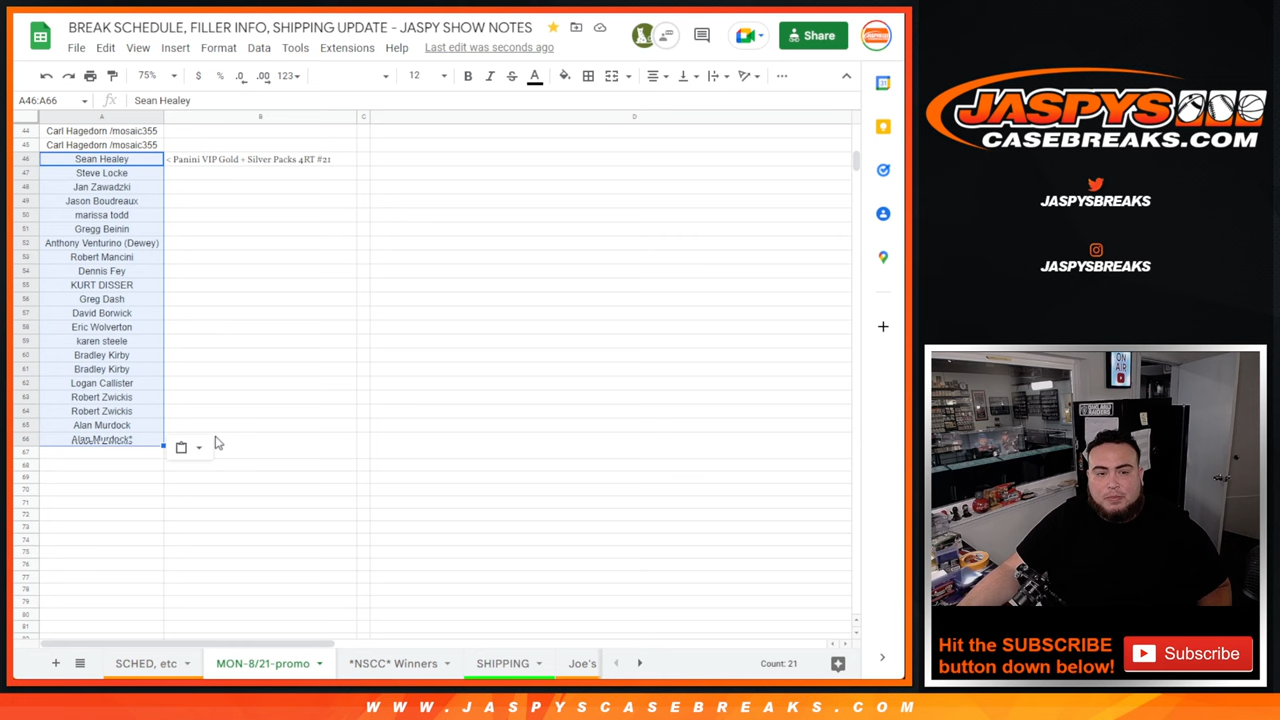 BREAK SCHEDULE, FILLER INFO, SHIPPING UPDATE - JASPY SHOW NOTES
File Edit View Insert Format Data Tools Extensions Help Last edit was seconds ago
Share
75% $ % .0 .00 123 12 B I S A
A46:A66 fx Sean Healey
A B C D
44 Carl Hagedorn /mosaic355
45 Carl Hagedorn /mosaic355
46 Sean Healey < Panini VIP Gold + Silver Packs 4RT #21
47 Steve Locke
48 Jan Zawadzki
49 Jason Boudreaux
50 marissa todd
51 Gregg Beinin
52 Anthony Venturino (Dewey)
53 Robert Mancini
54 Dennis Fey
55 KURT DISSER
56 Greg Dash
57 David Borwick
58 Eric Wolverton
59 karen steele
60 Bradley Kirby
61 Bradley Kirby
62 Logan Callister
63 Robert Zwickis
64 Robert Zwickis
65 Alan Murdock
66 Alan Murdock*
67
68
69
70
71
72
73
74
75
76
77
78
79
80
81
SCHED, etc MON-8/21-promo *NSCC* Winners SHIPPING Joe's Count: 21
JASPYS
CASEBREAKS.COM
JASPYSBREAKS
JASPYSBREAKS
ON
AIR
Hit the SUBSCRIBE
button down below!
Subscribe
WWW.JASPYSCASEBREAKS.COM